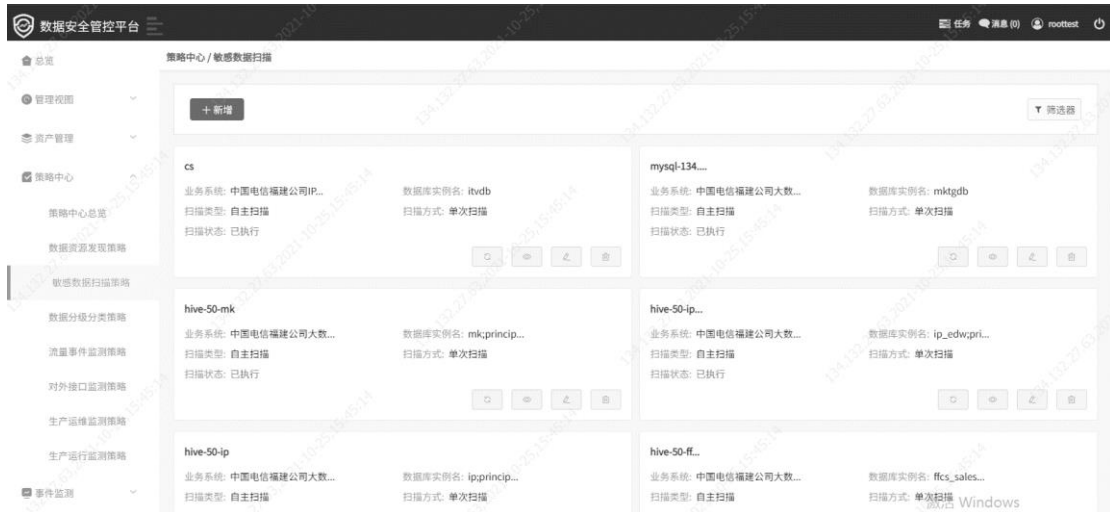 数据安全管控平台 任务 消息 (0) roottest
总览
管理视图
资产管理
策略中心
策略中心总览
数据资源发现策略
敏感数据扫描策略
数据分级分类策略
流量事件监测策略
对外接口监测策略
生产运维监测策略
生产运行监测策略
事件监测
策略中心 / 敏感数据扫描
+ 新增 筛选器
cs
业务系统: 中国电信福建公司IP... 数据库实例名: itvdb
扫描类型: 自主扫描 扫描方式: 单次扫描
扫描状态: 已执行
mysql-134....
业务系统: 中国电信福建公司大数... 数据库实例名: mktgdb
扫描类型: 自主扫描 扫描方式: 单次扫描
扫描状态: 已执行
hive-50-mk
业务系统: 中国电信福建公司大数... 数据库实例名: mk;princip...
扫描类型: 自主扫描 扫描方式: 单次扫描
扫描状态: 已执行
hive-50-ip...
业务系统: 中国电信福建公司大数... 数据库实例名: ip_edw;pri...
扫描类型: 自主扫描 扫描方式: 单次扫描
扫描状态: 已执行
hive-50-ip
业务系统: 中国电信福建公司大数... 数据库实例名: ip;princip...
扫描类型: 自主扫描 扫描方式: 单次扫描
hive-50-ff...
业务系统: 中国电信福建公司大数... 数据库实例名: ffcs_sales...
扫描类型: 自主扫描 扫描方式: 单次扫描
激活 Windows